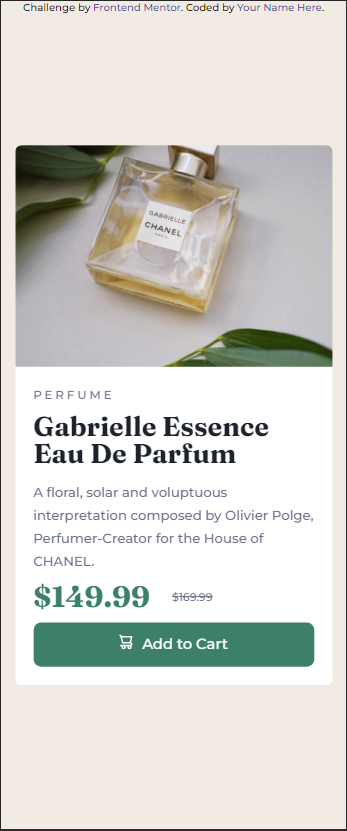 Challenge by Frontend Mentor. Coded by Your Name Here.
GABRIELLE
CHANEL
PARIS
PERFUME
Gabrielle Essence
Eau De Parfum
A floral, solar and voluptuous
interpretation composed by Olivier Polge,
Perfumer-Creator for the House of
CHANEL.
$149.99 $169.99
Add to Cart